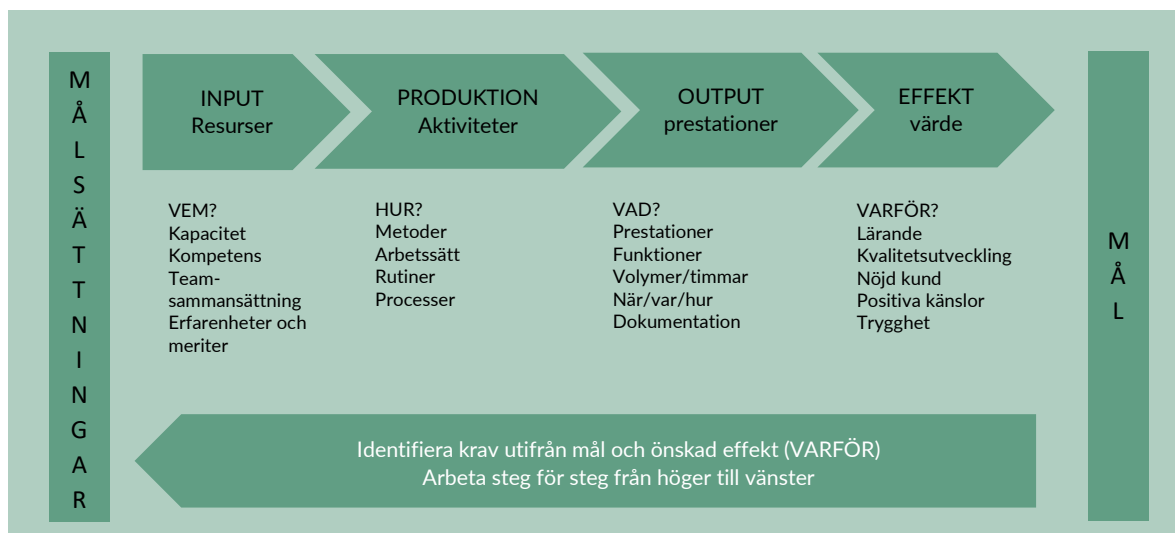 MÅLSÄTTNINGAR
INPUT
Resurser
PRODUKTION
Aktiviteter
OUTPUT
prestationer
EFFEKT
värde
VEM?
Kapacitet
Kompetens
Team-
sammansättning
Erfarenheter och
meriter
HUR?
Metoder
Arbetssätt
Rutiner
Processer
VAD?
Prestationer
Funktioner
Volymer/timmar
När/var/hur
Dokumentation
VARFÖR?
Lärande
Kvalitetsutveckling
Nöjd kund
Positiva känslor
Trygghet
MÅL
Identifiera krav utifrån mål och önskad effekt (VARFÖR)
Arbeta steg för steg från höger till vänster